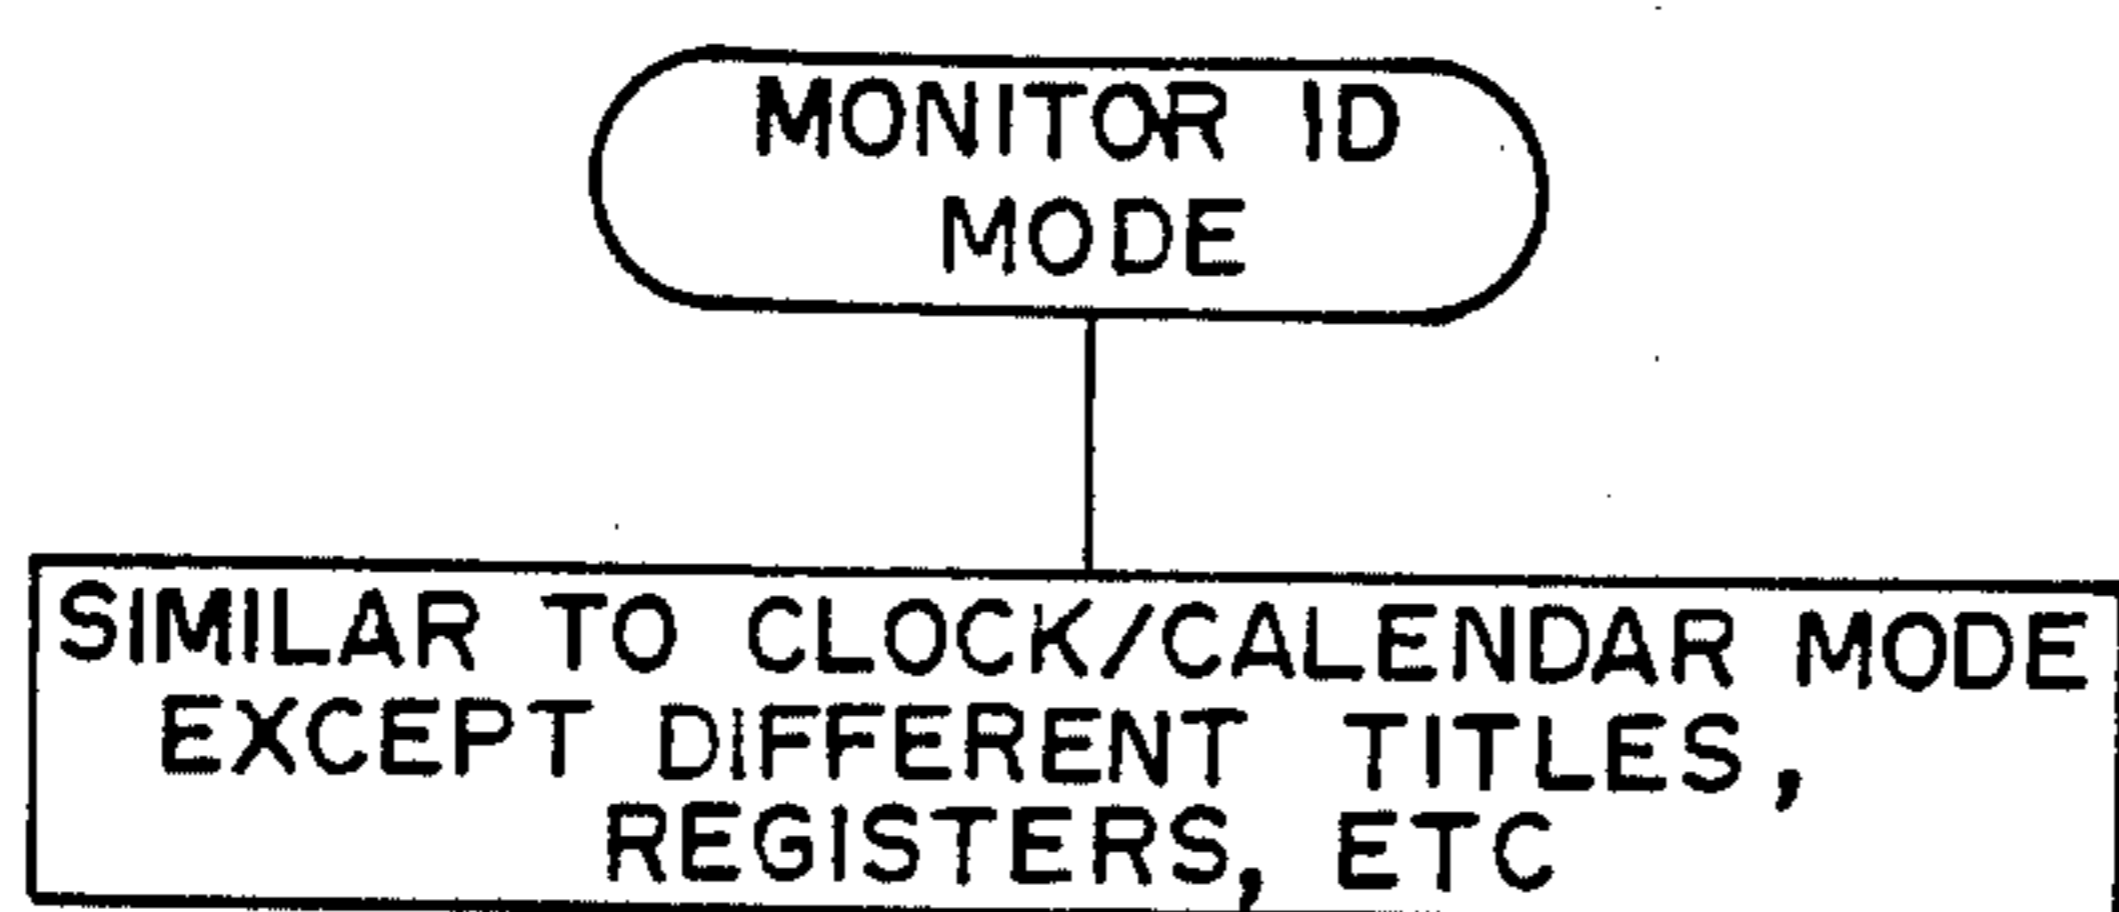 MONITOR ID
MODE
SIMILAR TO CLOCK/CALENDAR MODE
EXCEPT DIFFERENT TITLES,
REGISTERS, ETC